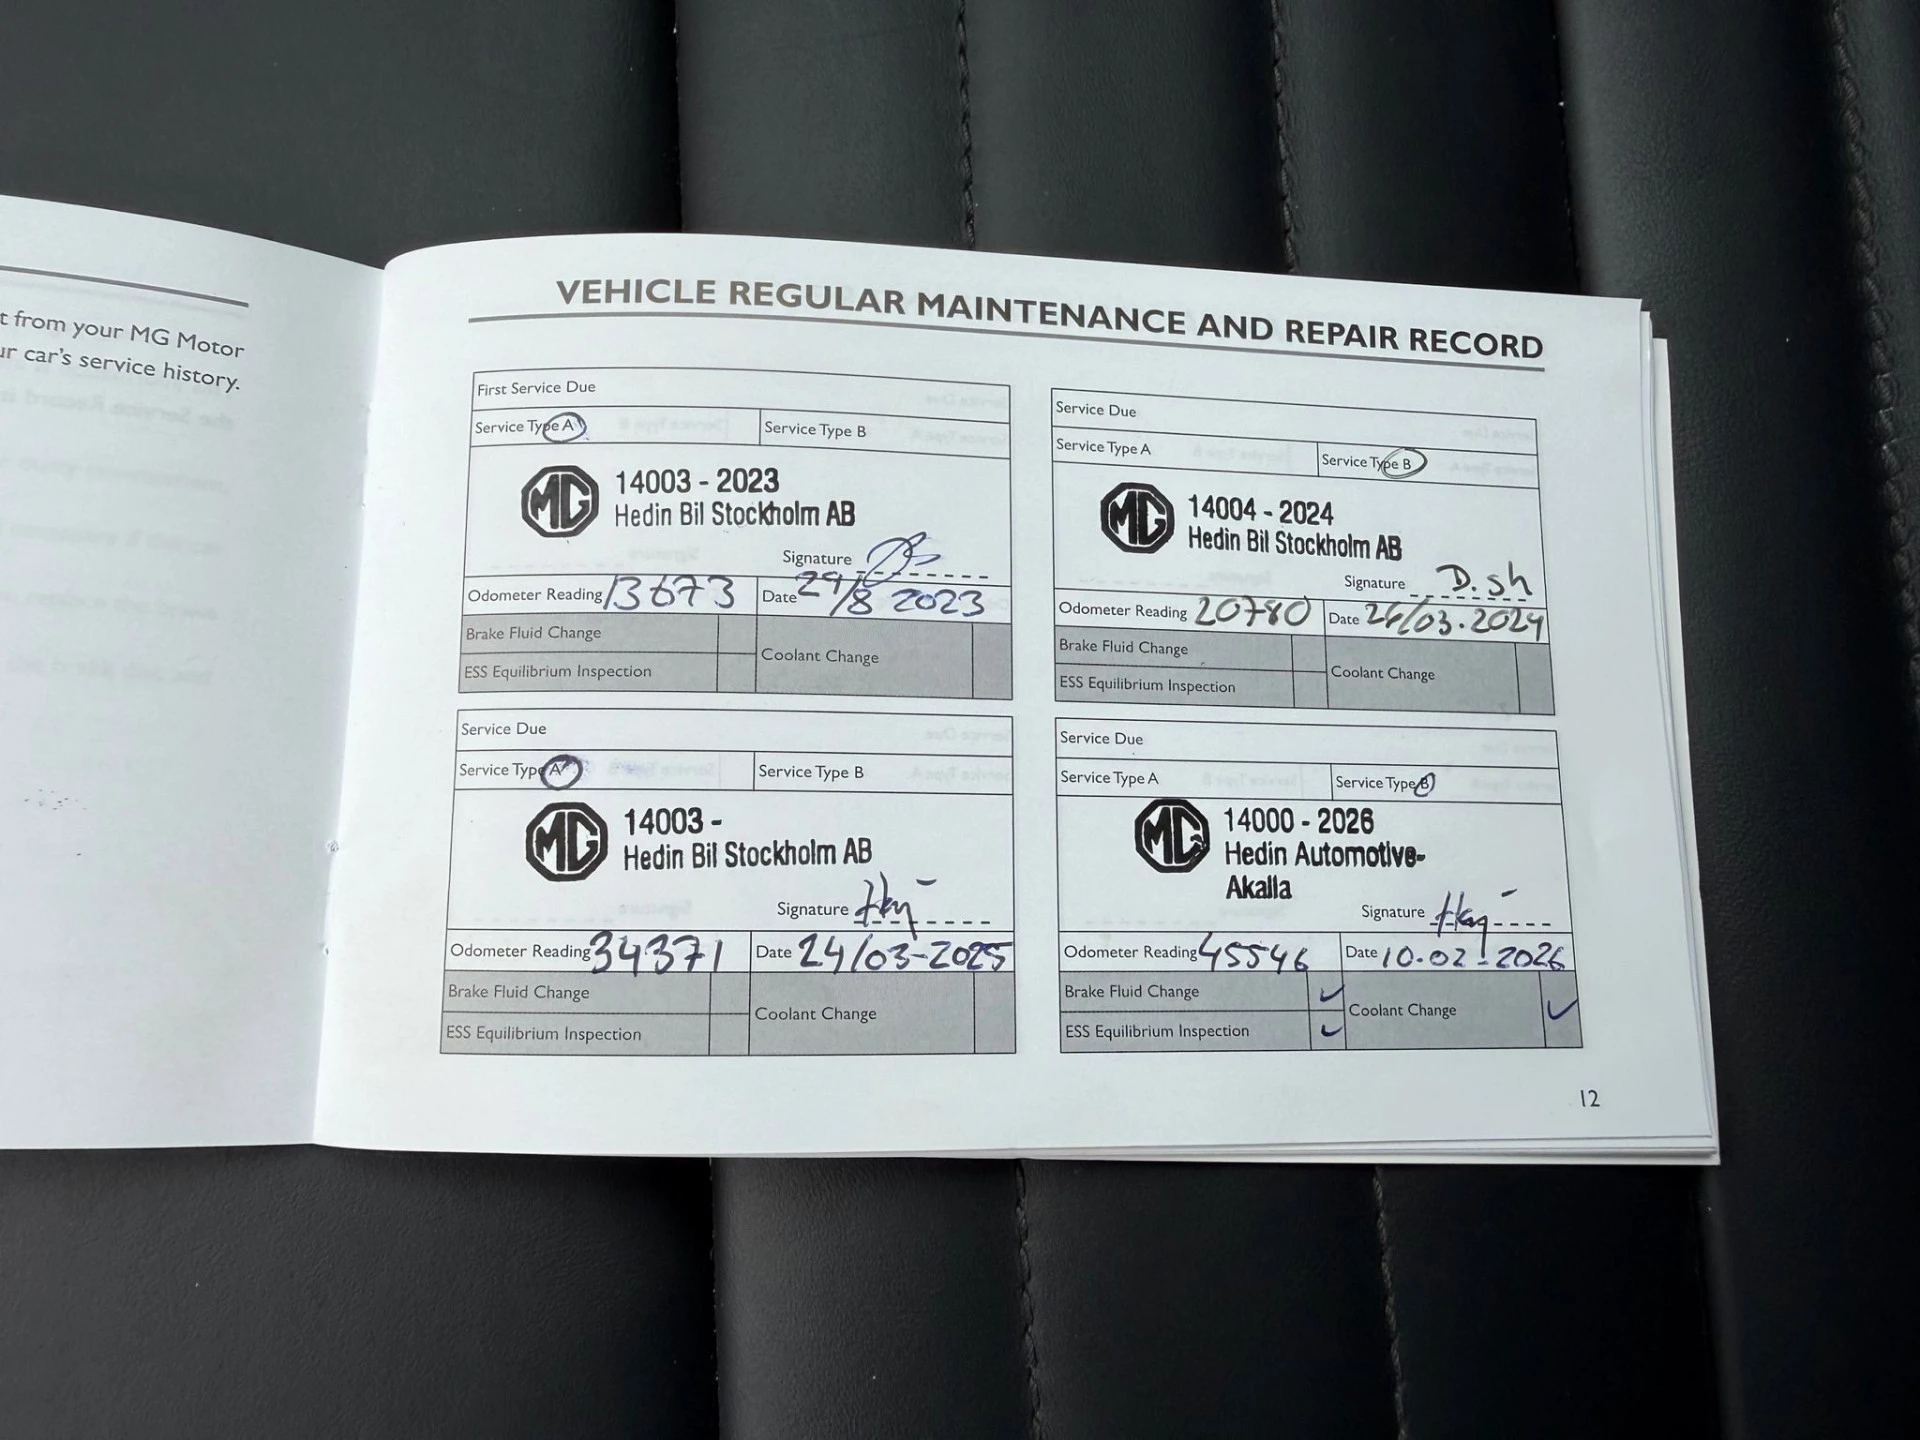 t from your MG Motor
ur car's service history.
VEHICLE REGULAR MAINTENANCE AND REPAIR RECORD
First Service Due
Service Type A
Service Type B
MG
14003 - 2023
Hedin Bil Stockholm AB
Signature
Odometer Reading 13673
Date 29/8 2023
Brake Fluid Change
ESS Equilibrium Inspection
Coolant Change
Service Due
Service Type A
Service Type B
MG
14004 - 2024
Hedin Bil Stockholm AB
Signature D.sh
Odometer Reading 20780
Date 26/03.2024
Brake Fluid Change
ESS Equilibrium Inspection
Coolant Change
Service Due
Service Type A
Service Type B
MG
14003 -
Hedin Bil Stockholm AB
Signature
Odometer Reading 34371
Date 24/03-2025
Brake Fluid Change
ESS Equilibrium Inspection
Coolant Change
Service Due
Service Type A
Service Type B
MG
14000 - 2026
Hedin Automotive-
Akalla
Signature
Odometer Reading 45546
Date 10.02.2026
Brake Fluid Change
ESS Equilibrium Inspection
Coolant Change
12